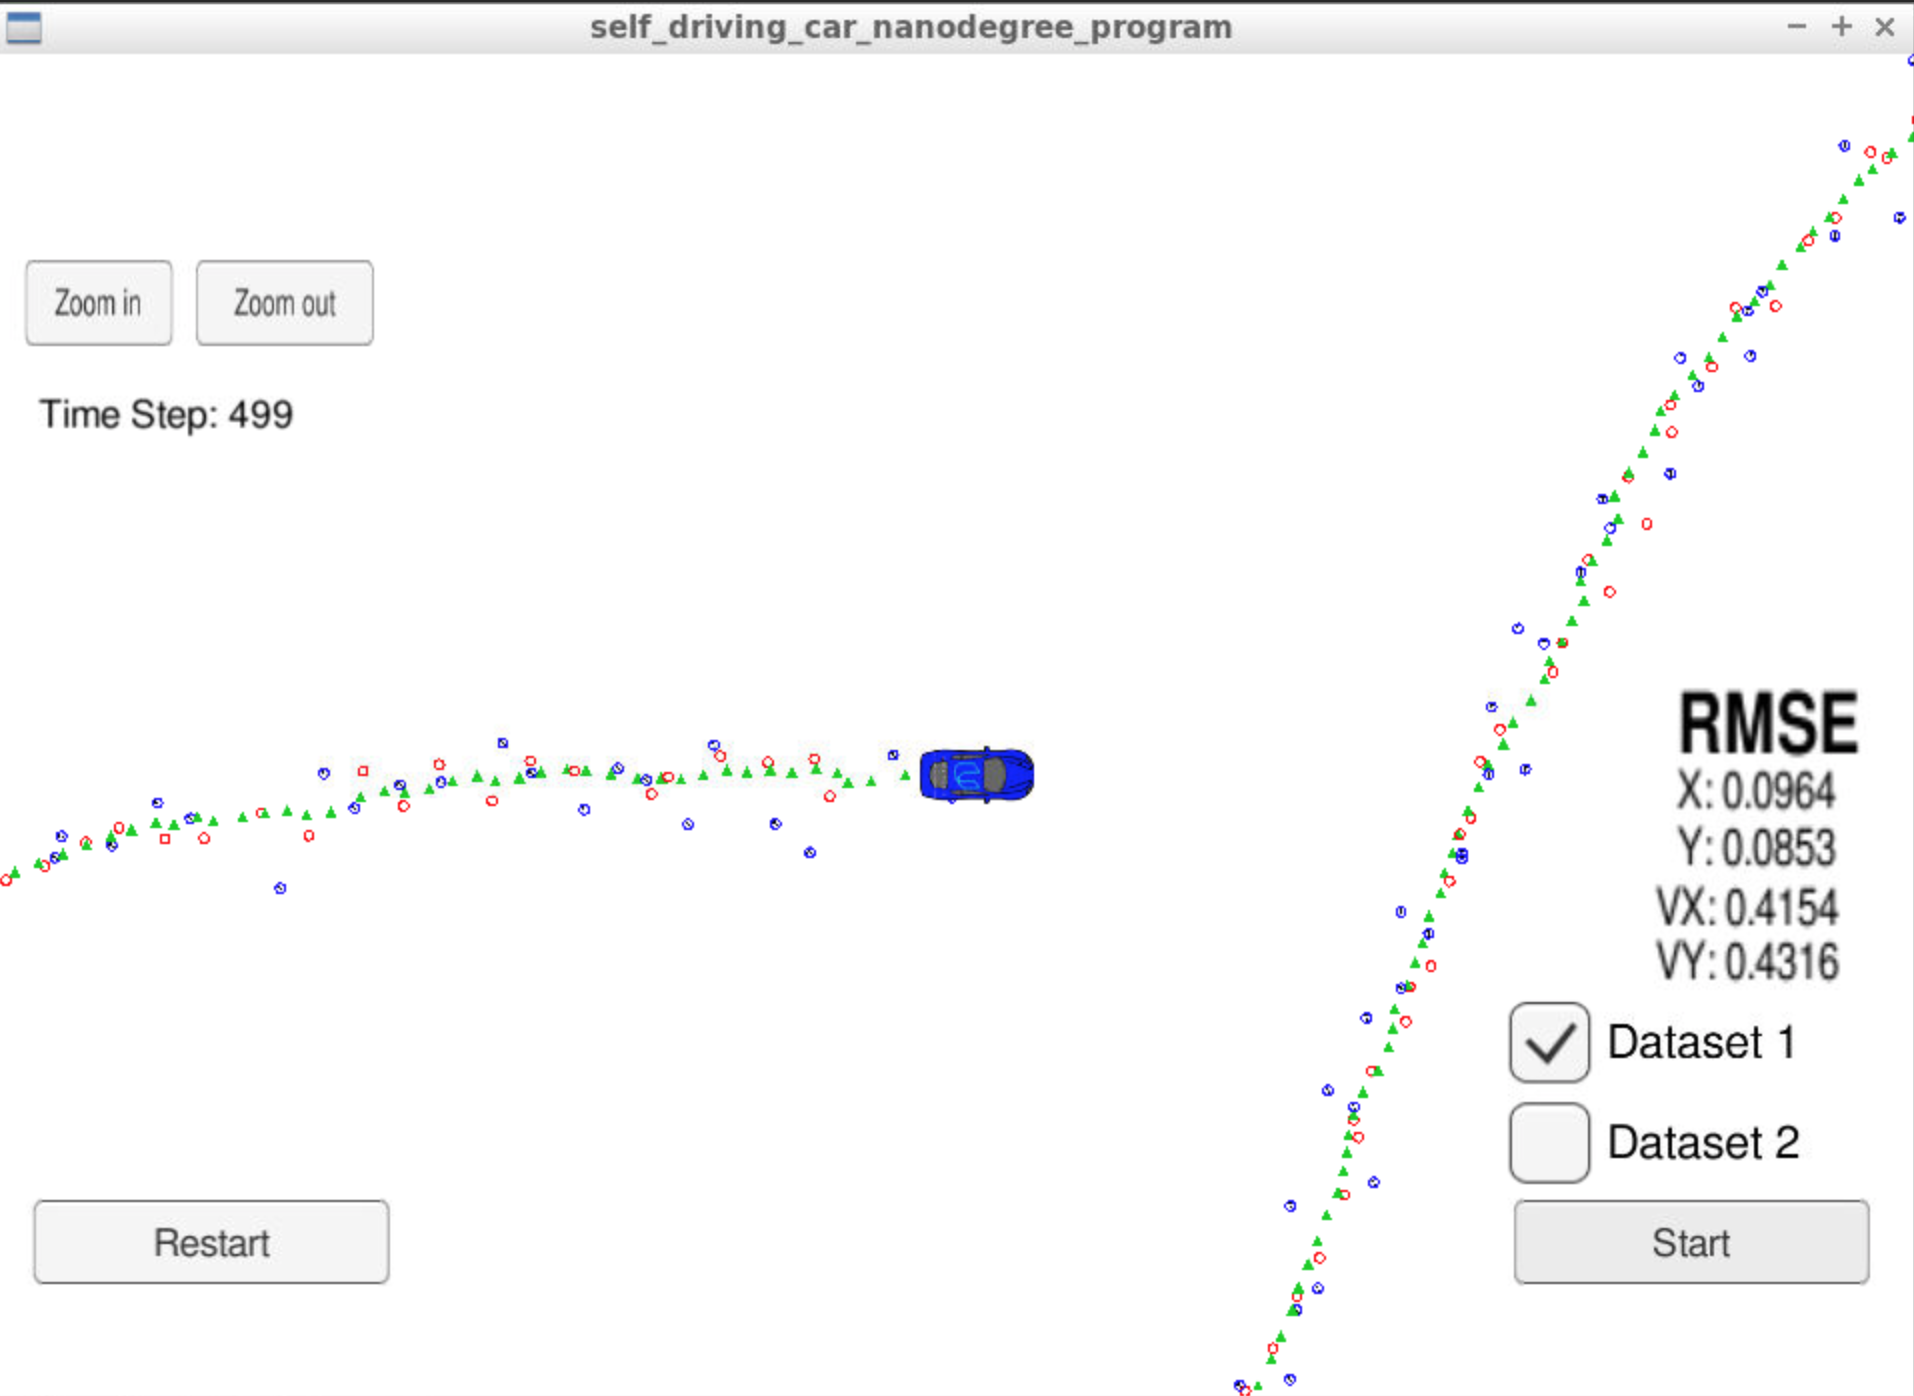 self_driving_car_nanodegree_program
Zoom in
Zoom out
Time Step: 499
RMSE
X: 0.0964
Y: 0.0853
VX: 0.4154
VY: 0.4316
Dataset 1
Dataset 2
Restart
Start